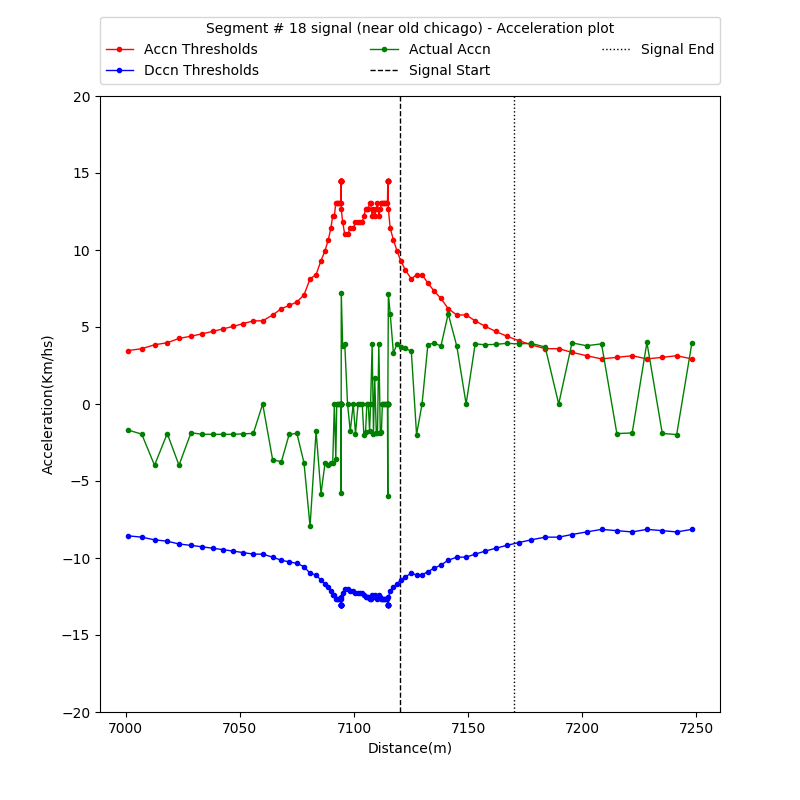 Segment # 18 signal (near old chicago) - Acceleration plot
Accn Thresholds Actual Accn Signal End
Dccn Thresholds Signal Start
20
15
10
5
0
−5
−10
−15
−20
Acceleration(Km/hs)
7000 7050 7100 7150 7200 7250
Distance(m)